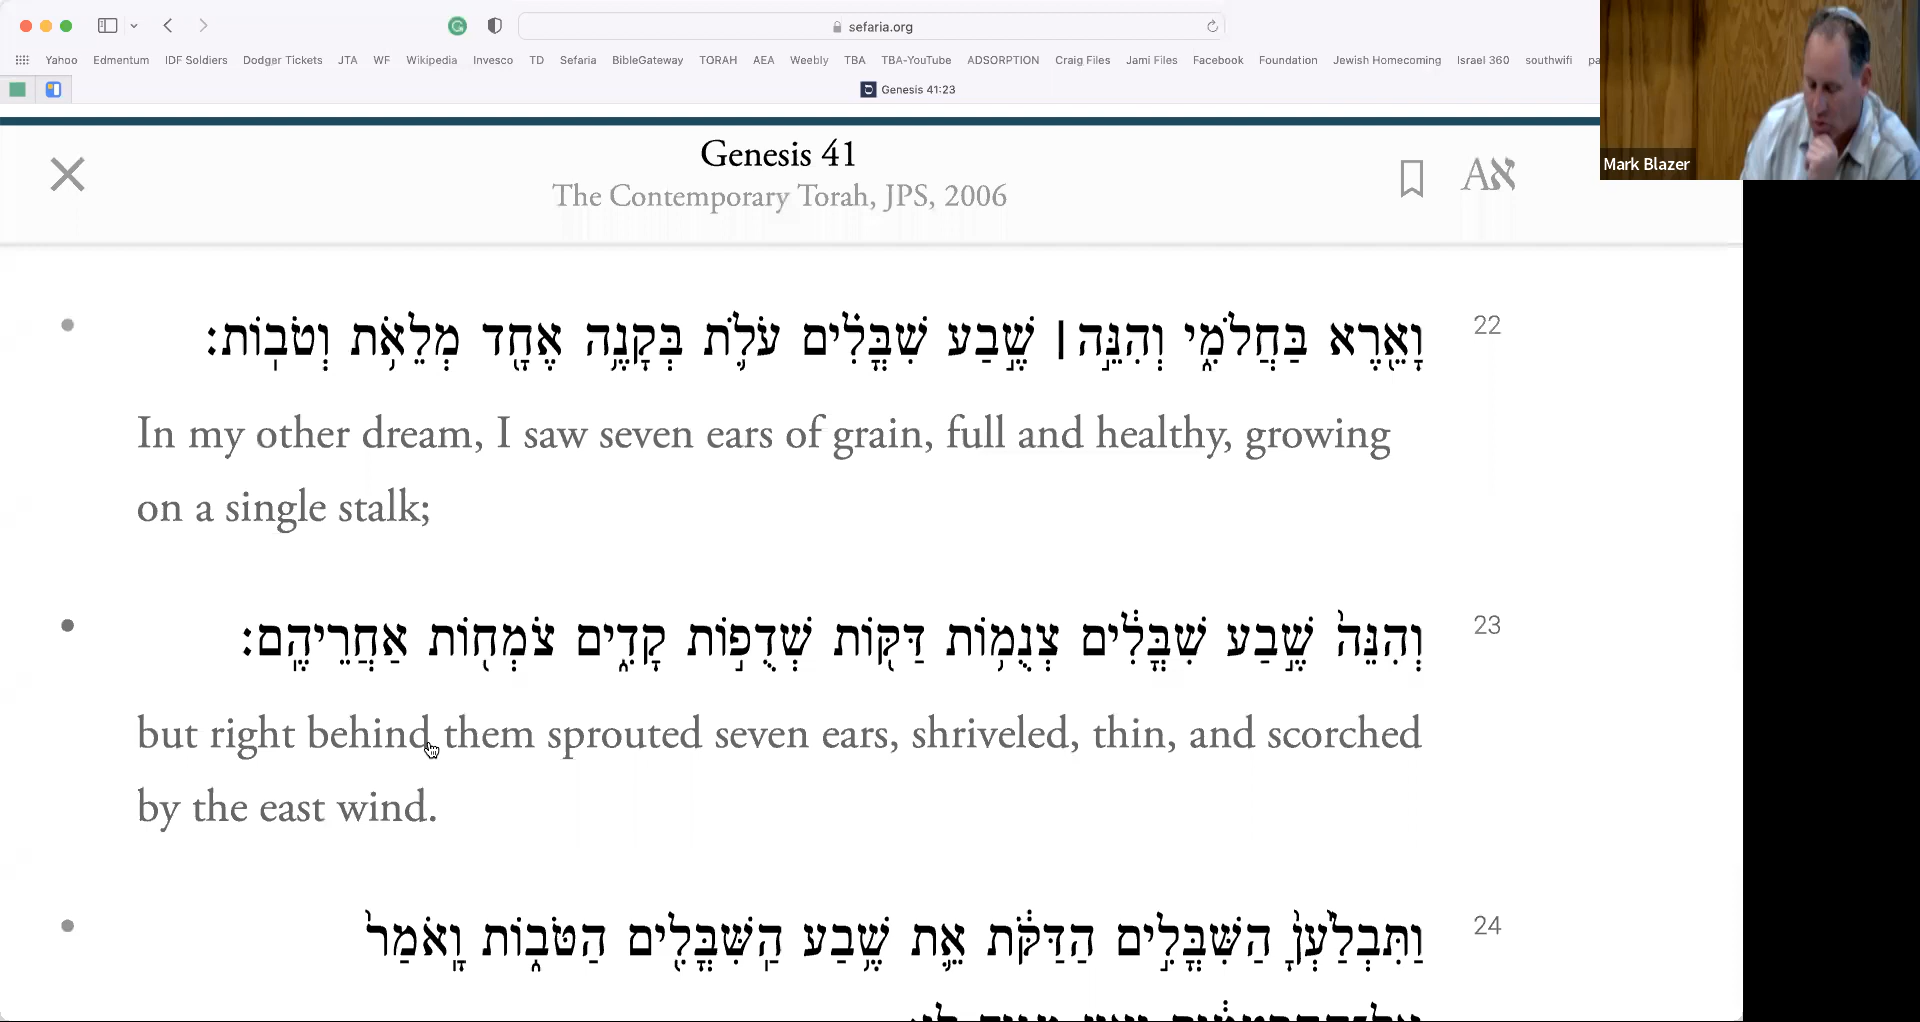 sefaria.org
Yahoo Edmentum IDF Soldiers Dodger Tickets JTA WF Wikipedia Invesco TD Sefaria BibleGateway TORAH AEA Weebly TBA TBA-YouTube ADSORPTION Craig Files Jami Files Facebook Foundation Jewish Homecoming Israel 360 southwifi pa
Genesis 41:23
Mark Blazer
Genesis 41
The Contemporary Torah, JPS, 2006
Aא
22
וָאֵ֖רֶא בַּחֲלֹמִ֑י וְהִנֵּ֣ה ׀ שֶׁ֣בַע שִׁבֳּלִ֗ים עֹלֹ֛ת בְּקָנֶ֥ה אֶחָ֖ד מְלֵאֹ֥ת וְטֹבֽוֹת׃
In my other dream, I saw seven ears of grain, full and healthy, growing
on a single stalk;
23
וְהִנֵּה֙ שֶׁ֣בַע שִׁבֳּלִ֔ים צְנֻמ֥וֹת דַּקּ֖וֹת שְׁדֻפ֣וֹת קָדִ֑ים צֹמְח֖וֹת אַחֲרֵיהֶֽם׃
but right behind them sprouted seven ears, shriveled, thin, and scorched
by the east wind.
24
וַתִּבְלַ֙עְןָ֙ הַשִּׁבֳּלִ֣ים הַדַּקֹּ֔ת אֵ֛ת שֶׁ֥בַע הַֽשִּׁבֳּלִ֖ים הַטֹּב֑וֹת וָֽאֹמַר֙